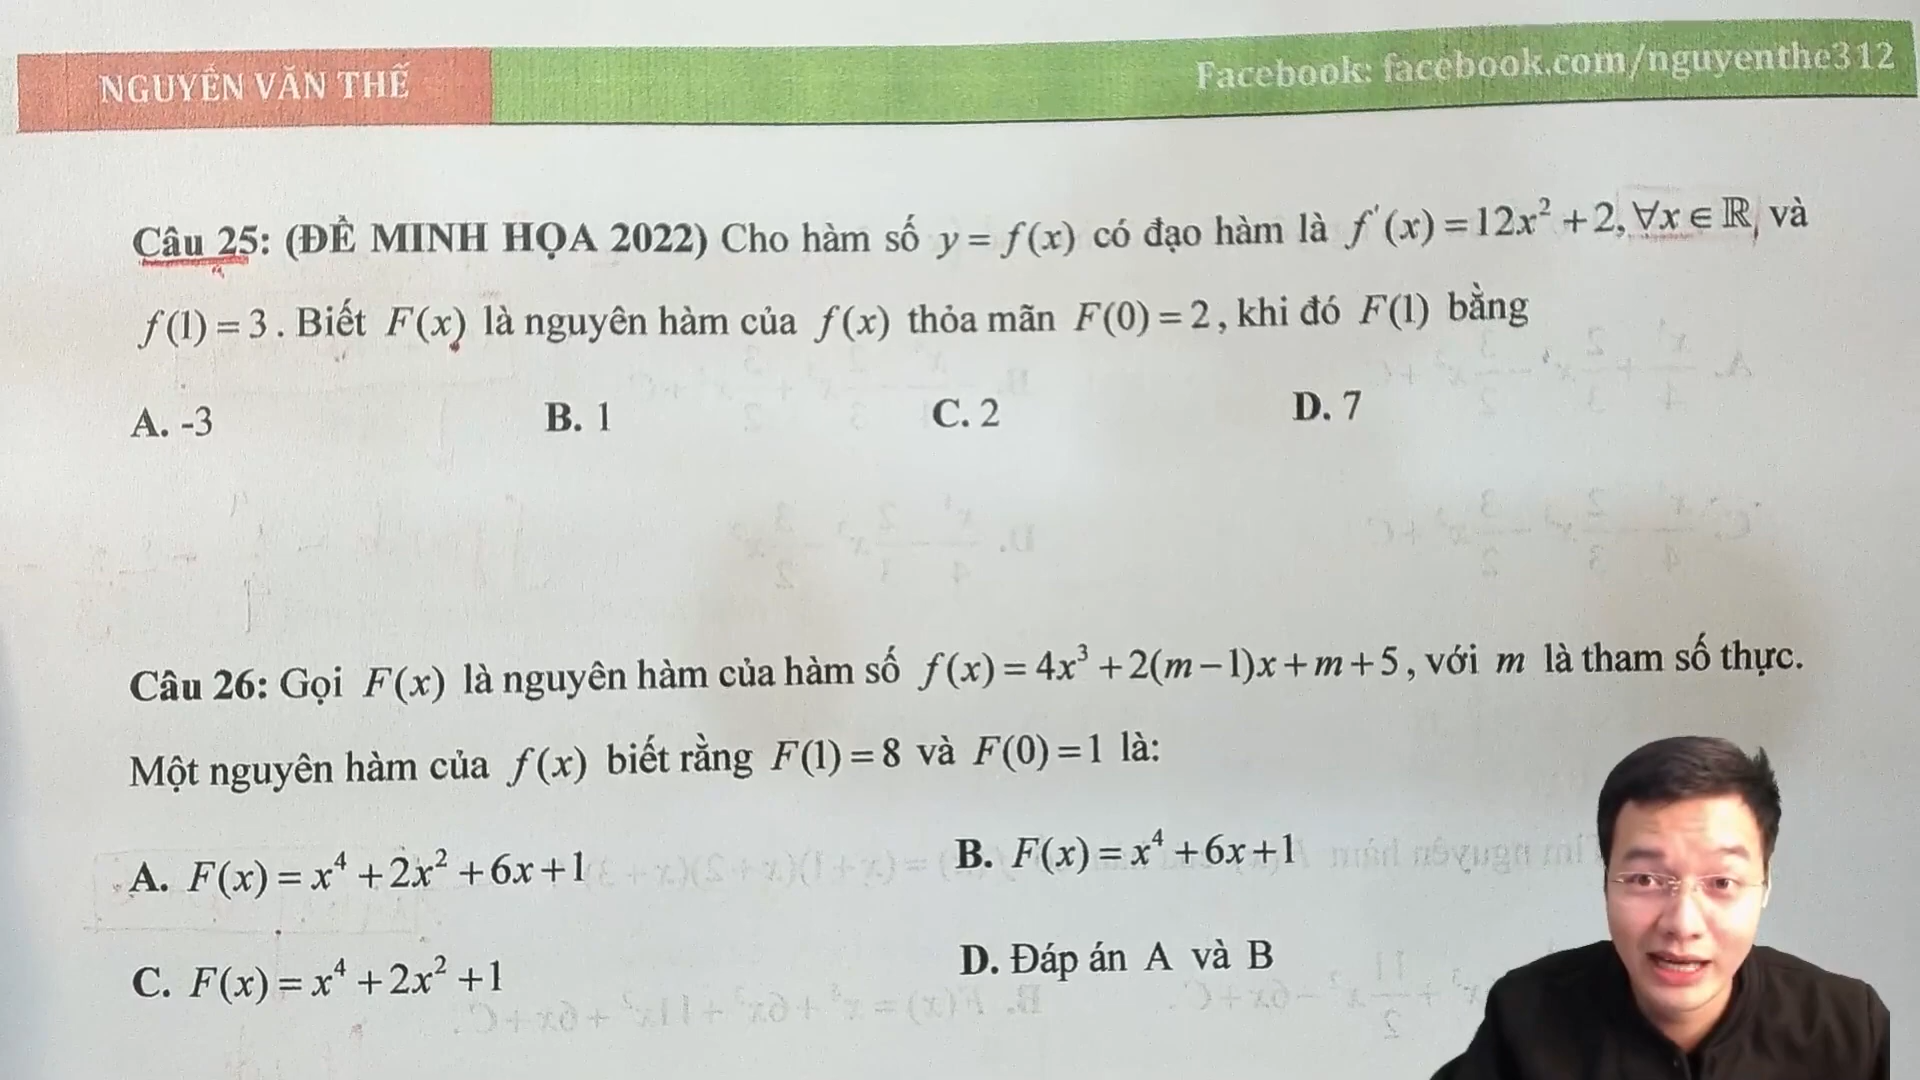 NGUYỄN VĂN THẾ
Facebook: facebook.com/nguyenthe312
Câu 25: (ĐỀ MINH HỌA 2022) Cho hàm số y = f(x) có đạo hàm là f'(x) = 12x² + 2, ∀x ∈ ℝ và
f(1) = 3. Biết F(x) là nguyên hàm của f(x) thỏa mãn F(0) = 2, khi đó F(1) bằng
A. -3 B. 1 C. 2 D. 7
Câu 26: Gọi F(x) là nguyên hàm của hàm số f(x) = 4x³ + 2(m−1)x + m + 5, với m là tham số thực.
Một nguyên hàm của f(x) biết rằng F(1) = 8 và F(0) = 1 là:
A. F(x) = x⁴ + 2x² + 6x + 1 B. F(x) = x⁴ + 6x + 1
C. F(x) = x⁴ + 2x² + 1 D. Đáp án A và B